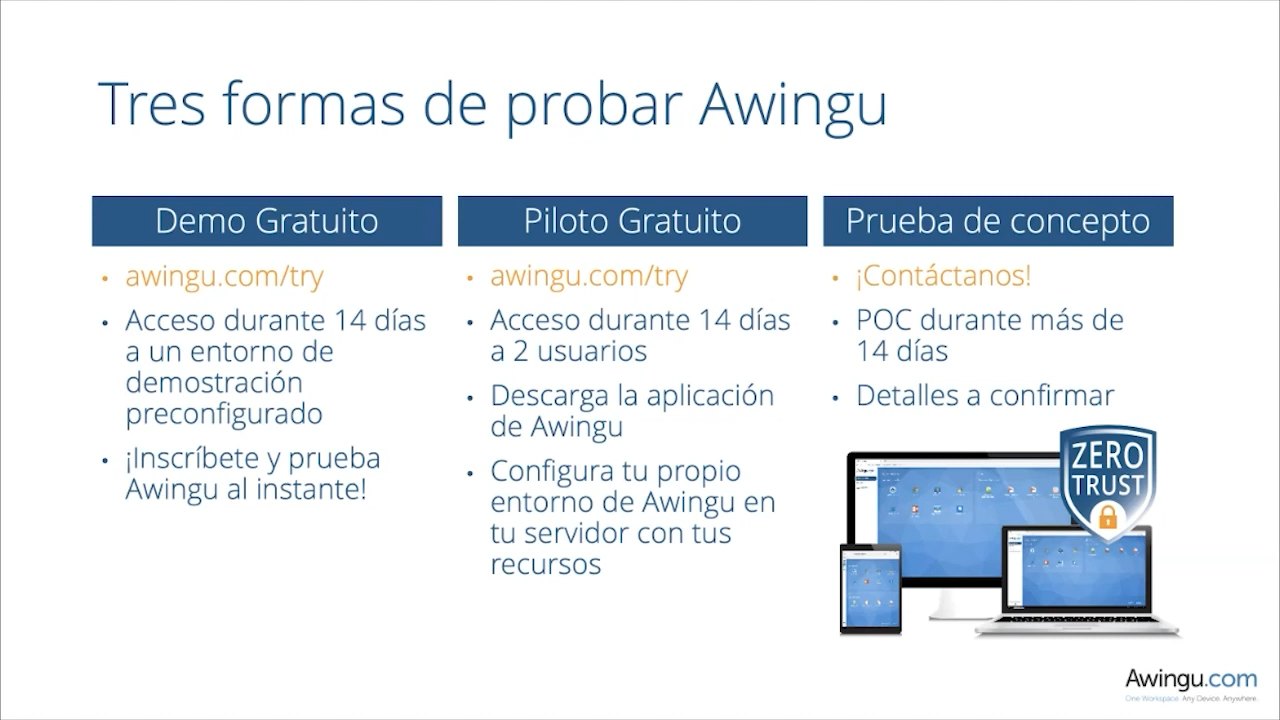 Tres formas de probar Awingu
Demo Gratuito
• awingu.com/try
• Acceso durante 14 días
a un entorno de
demostración
preconfigurado
• ¡Inscríbete y prueba
Awingu al instante!
Piloto Gratuito
• awingu.com/try
• Acceso durante 14 días
a 2 usuarios
• Descarga la aplicación
de Awingu
• Configura tu propio
entorno de Awingu en
tu servidor con tus
recursos
Prueba de concepto
• ¡Contáctanos!
• POC durante más de
14 días
• Detalles a confirmar
ZERO
TRUST
Awingu.com
One Workspace. Any Device. Anywhere.